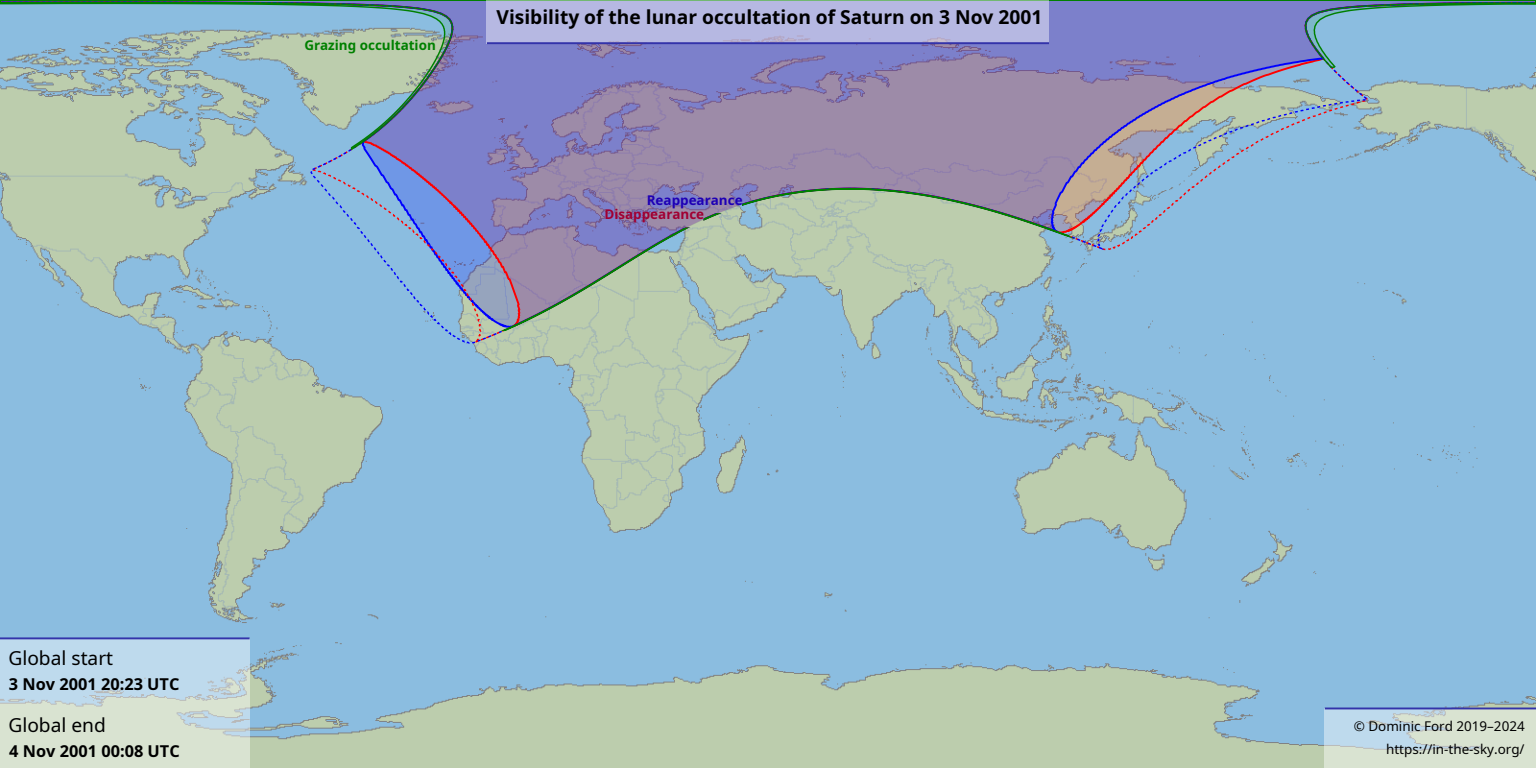 Visibility of the lunar occultation of Saturn on 3 Nov 2001
Grazing occultation
Reappearance
Disappearance
Global start
3 Nov 2001 20:23 UTC
Global end
4 Nov 2001 00:08 UTC
© Dominic Ford 2019–2024
https://in-the-sky.org/